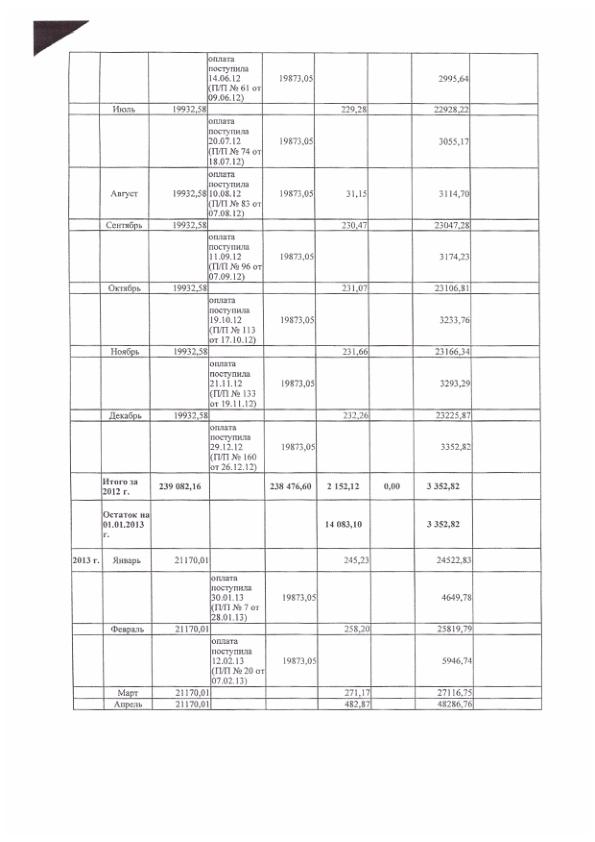 оплата
поступила
14.06.12
(П/П № 61 от
09.06.12)
19873,05
2995,64
Июль 19932,58 229,28 22928,22
оплата
поступила
20.07.12
(П/П № 74 от
18.07.12)
19873,05
3055,17
Август 19932,58
оплата
поступила
10.08.12
(П/П № 83 от
07.08.12)
19873,05 31,15 3114,70
Сентябрь 19932,58 230,47 23047,28
оплата
поступила
11.09.12
(П/П № 96 от
07.09.12)
19873,05
3174,23
Октябрь 19932,58 231,07 23106,81
оплата
поступила
19.10.12
(П/П № 113
от 17.10.12)
19873,05
3233,76
Ноябрь 19932,58 231,66 23166,34
оплата
поступила
21.11.12
(П/П № 133
от 19.11.12)
19873,05
3293,29
Декабрь 19932,58 232,26 23225,87
оплата
поступила
29.12.12
(П/П № 160
от 26.12.12)
19873,05
3352,82
Итого за
2012 г.
239 082,16 238 476,60 2 152,12 0,00 3 352,82
Остаток на
01.01.2013
г.
14 083,10 3 352,82
2013 г. Январь 21170,01 245,23 24522,83
оплата
поступила
30.01.13
(П/П № 7 от
28.01.13)
19873,05
4649,78
Февраль 21170,01 258,20 25819,79
оплата
поступила
12.02.13
(П/П № 20 от
07.02.13)
19873,05
5946,74
Март 21170,01 271,17 27116,75
Апрель 21170,01 482,87 48286,76